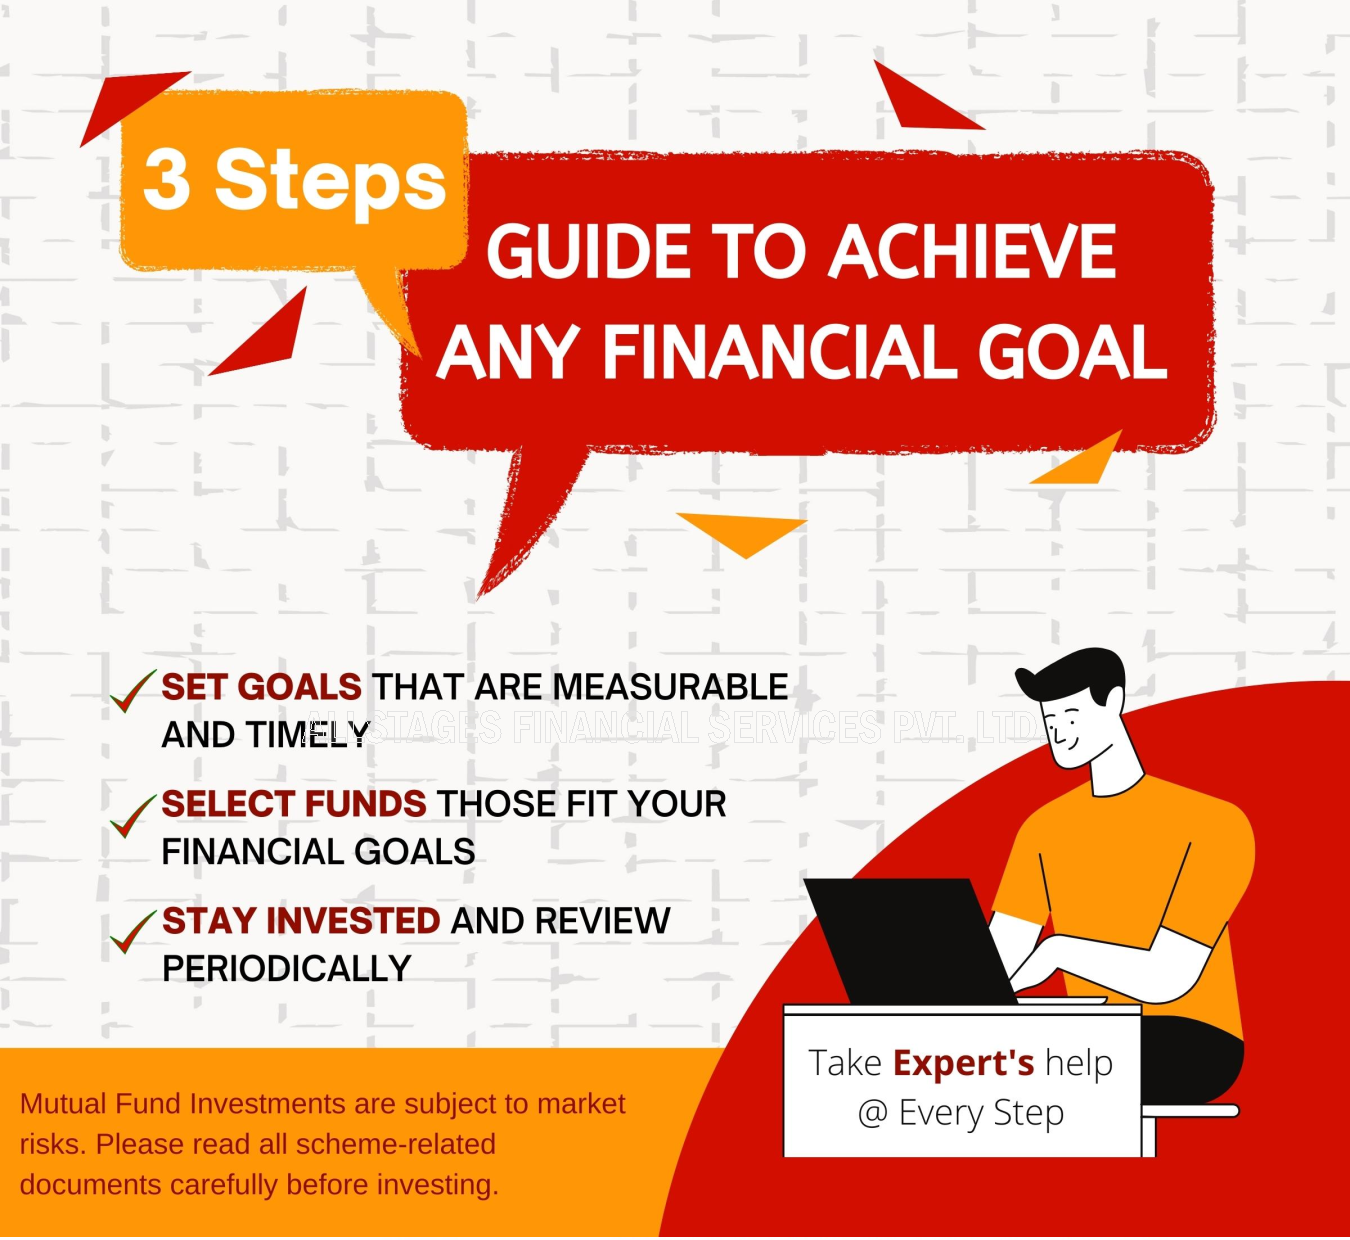 3 Steps
GUIDE TO ACHIEVE
ANY FINANCIAL GOAL
SET GOALS THAT ARE MEASURABLE
AND TIMELY
ALL STAGES FINANCIAL SERVICES PVT. LTD.
SELECT FUNDS THOSE FIT YOUR
FINANCIAL GOALS
STAY INVESTED AND REVIEW
PERIODICALLY
Take Expert's help
@ Every Step
Mutual Fund Investments are subject to market
risks. Please read all scheme-related
documents carefully before investing.